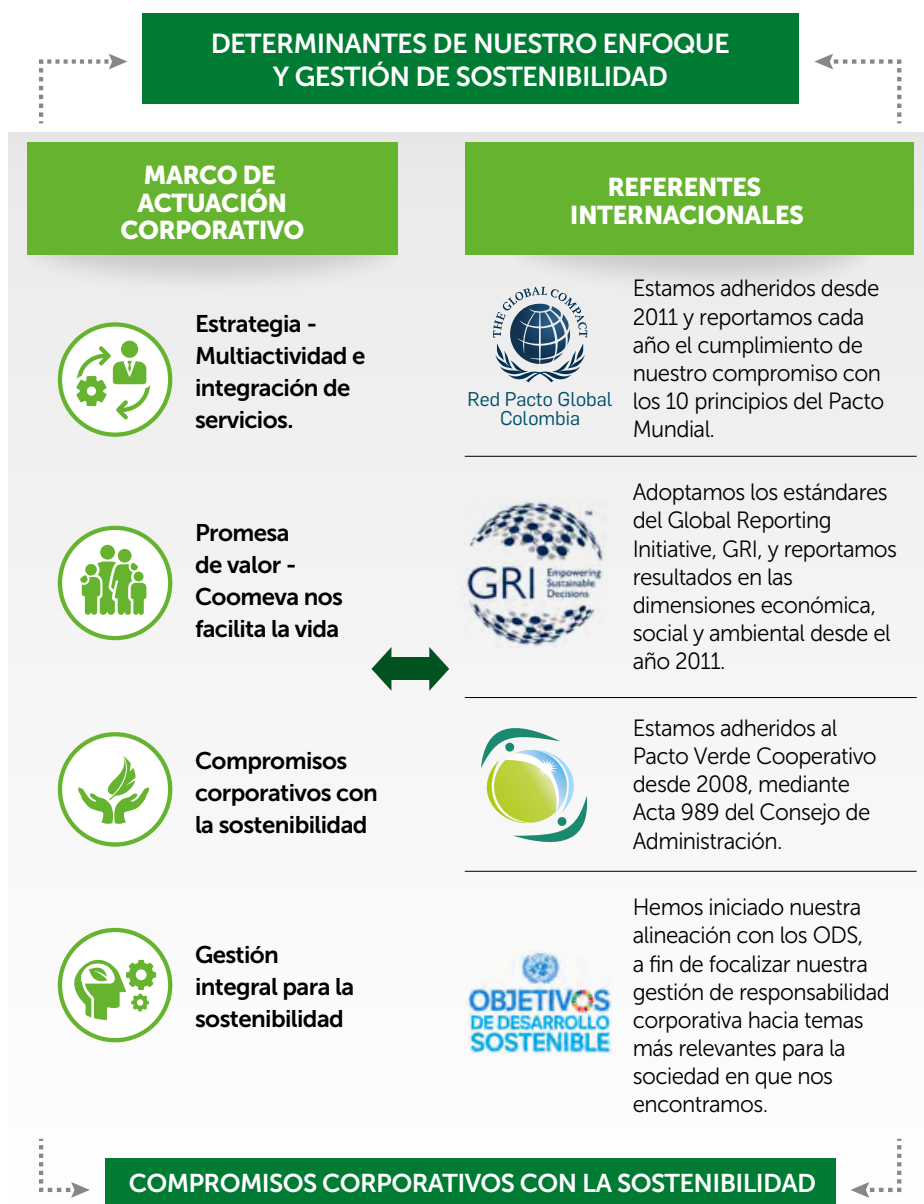 DETERMINANTES DE NUESTRO ENFOQUE
Y GESTIÓN DE SOSTENIBILIDAD
MARCO DE
ACTUACIÓN
CORPORATIVO
Estrategia -
Multiactividad e
integración de
servicios.
Promesa
de valor -
Coomeva nos
facilita la vida
Compromisos
corporativos con
la sostenibilidad
Gestión
integral para la
sostenibilidad
REFERENTES
INTERNACIONALES
THE GLOBAL COMPACT
Red Pacto Global
Colombia
Estamos adheridos desde
2011 y reportamos cada
año el cumplimiento de
nuestro compromiso con
los 10 principios del Pacto
Mundial.
GRI
Empowering
Sustainable
Decisions
Adoptamos los estándares
del Global Reporting
Initiative, GRI, y reportamos
resultados en las
dimensiones económica,
social y ambiental desde el
año 2011.
Estamos adheridos al
Pacto Verde Cooperativo
desde 2008, mediante
Acta 989 del Consejo de
Administración.
OBJETIVOS
DE DESARROLLO
SOSTENIBLE
Hemos iniciado nuestra
alineación con los ODS,
a fin de focalizar nuestra
gestión de responsabilidad
corporativa hacia temas
más relevantes para la
sociedad en que nos
encontramos.
COMPROMISOS CORPORATIVOS CON LA SOSTENIBILIDAD